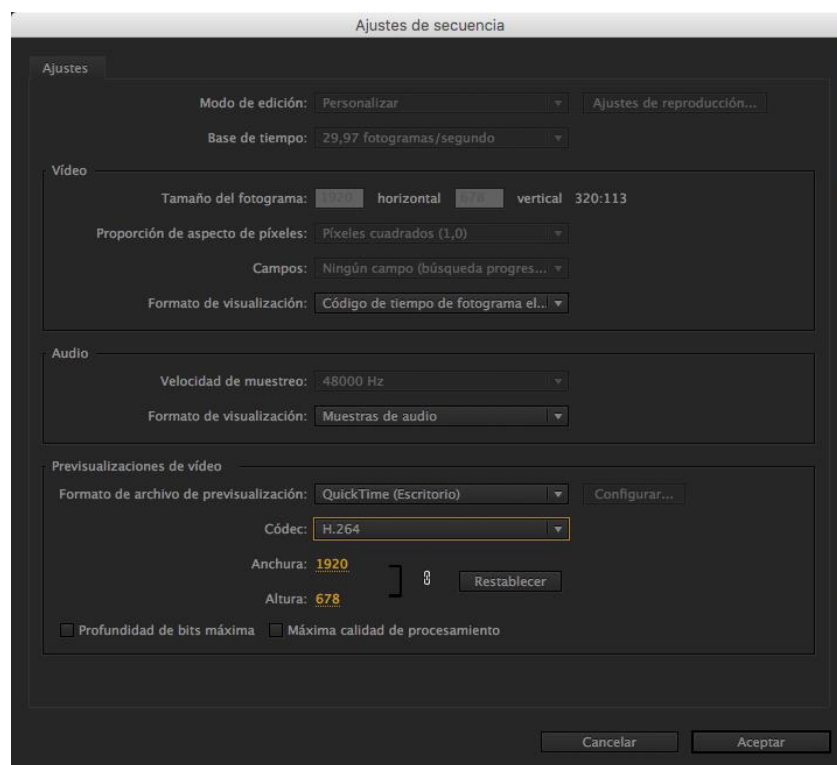 Ajustes de secuencia
Ajustes
Modo de edición: Personalizar Ajustes de reproducción...
Base de tiempo: 29,97 fotogramas/segundo
Vídeo
Tamaño del fotograma: 1920 horizontal 678 vertical 320:113
Proporción de aspecto de píxeles: Píxeles cuadrados (1,0)
Campos: Ningún campo (búsqueda progres...
Formato de visualización: Código de tiempo de fotograma el...
Audio
Velocidad de muestreo: 48000 Hz
Formato de visualización: Muestras de audio
Previsualizaciones de vídeo
Formato de archivo de previsualización: QuickTime (Escritorio) Configurar...
Códec: H.264
Anchura: 1920
Restablecer
Altura: 678
Profundidad de bits máxima Máxima calidad de procesamiento
Cancelar Aceptar